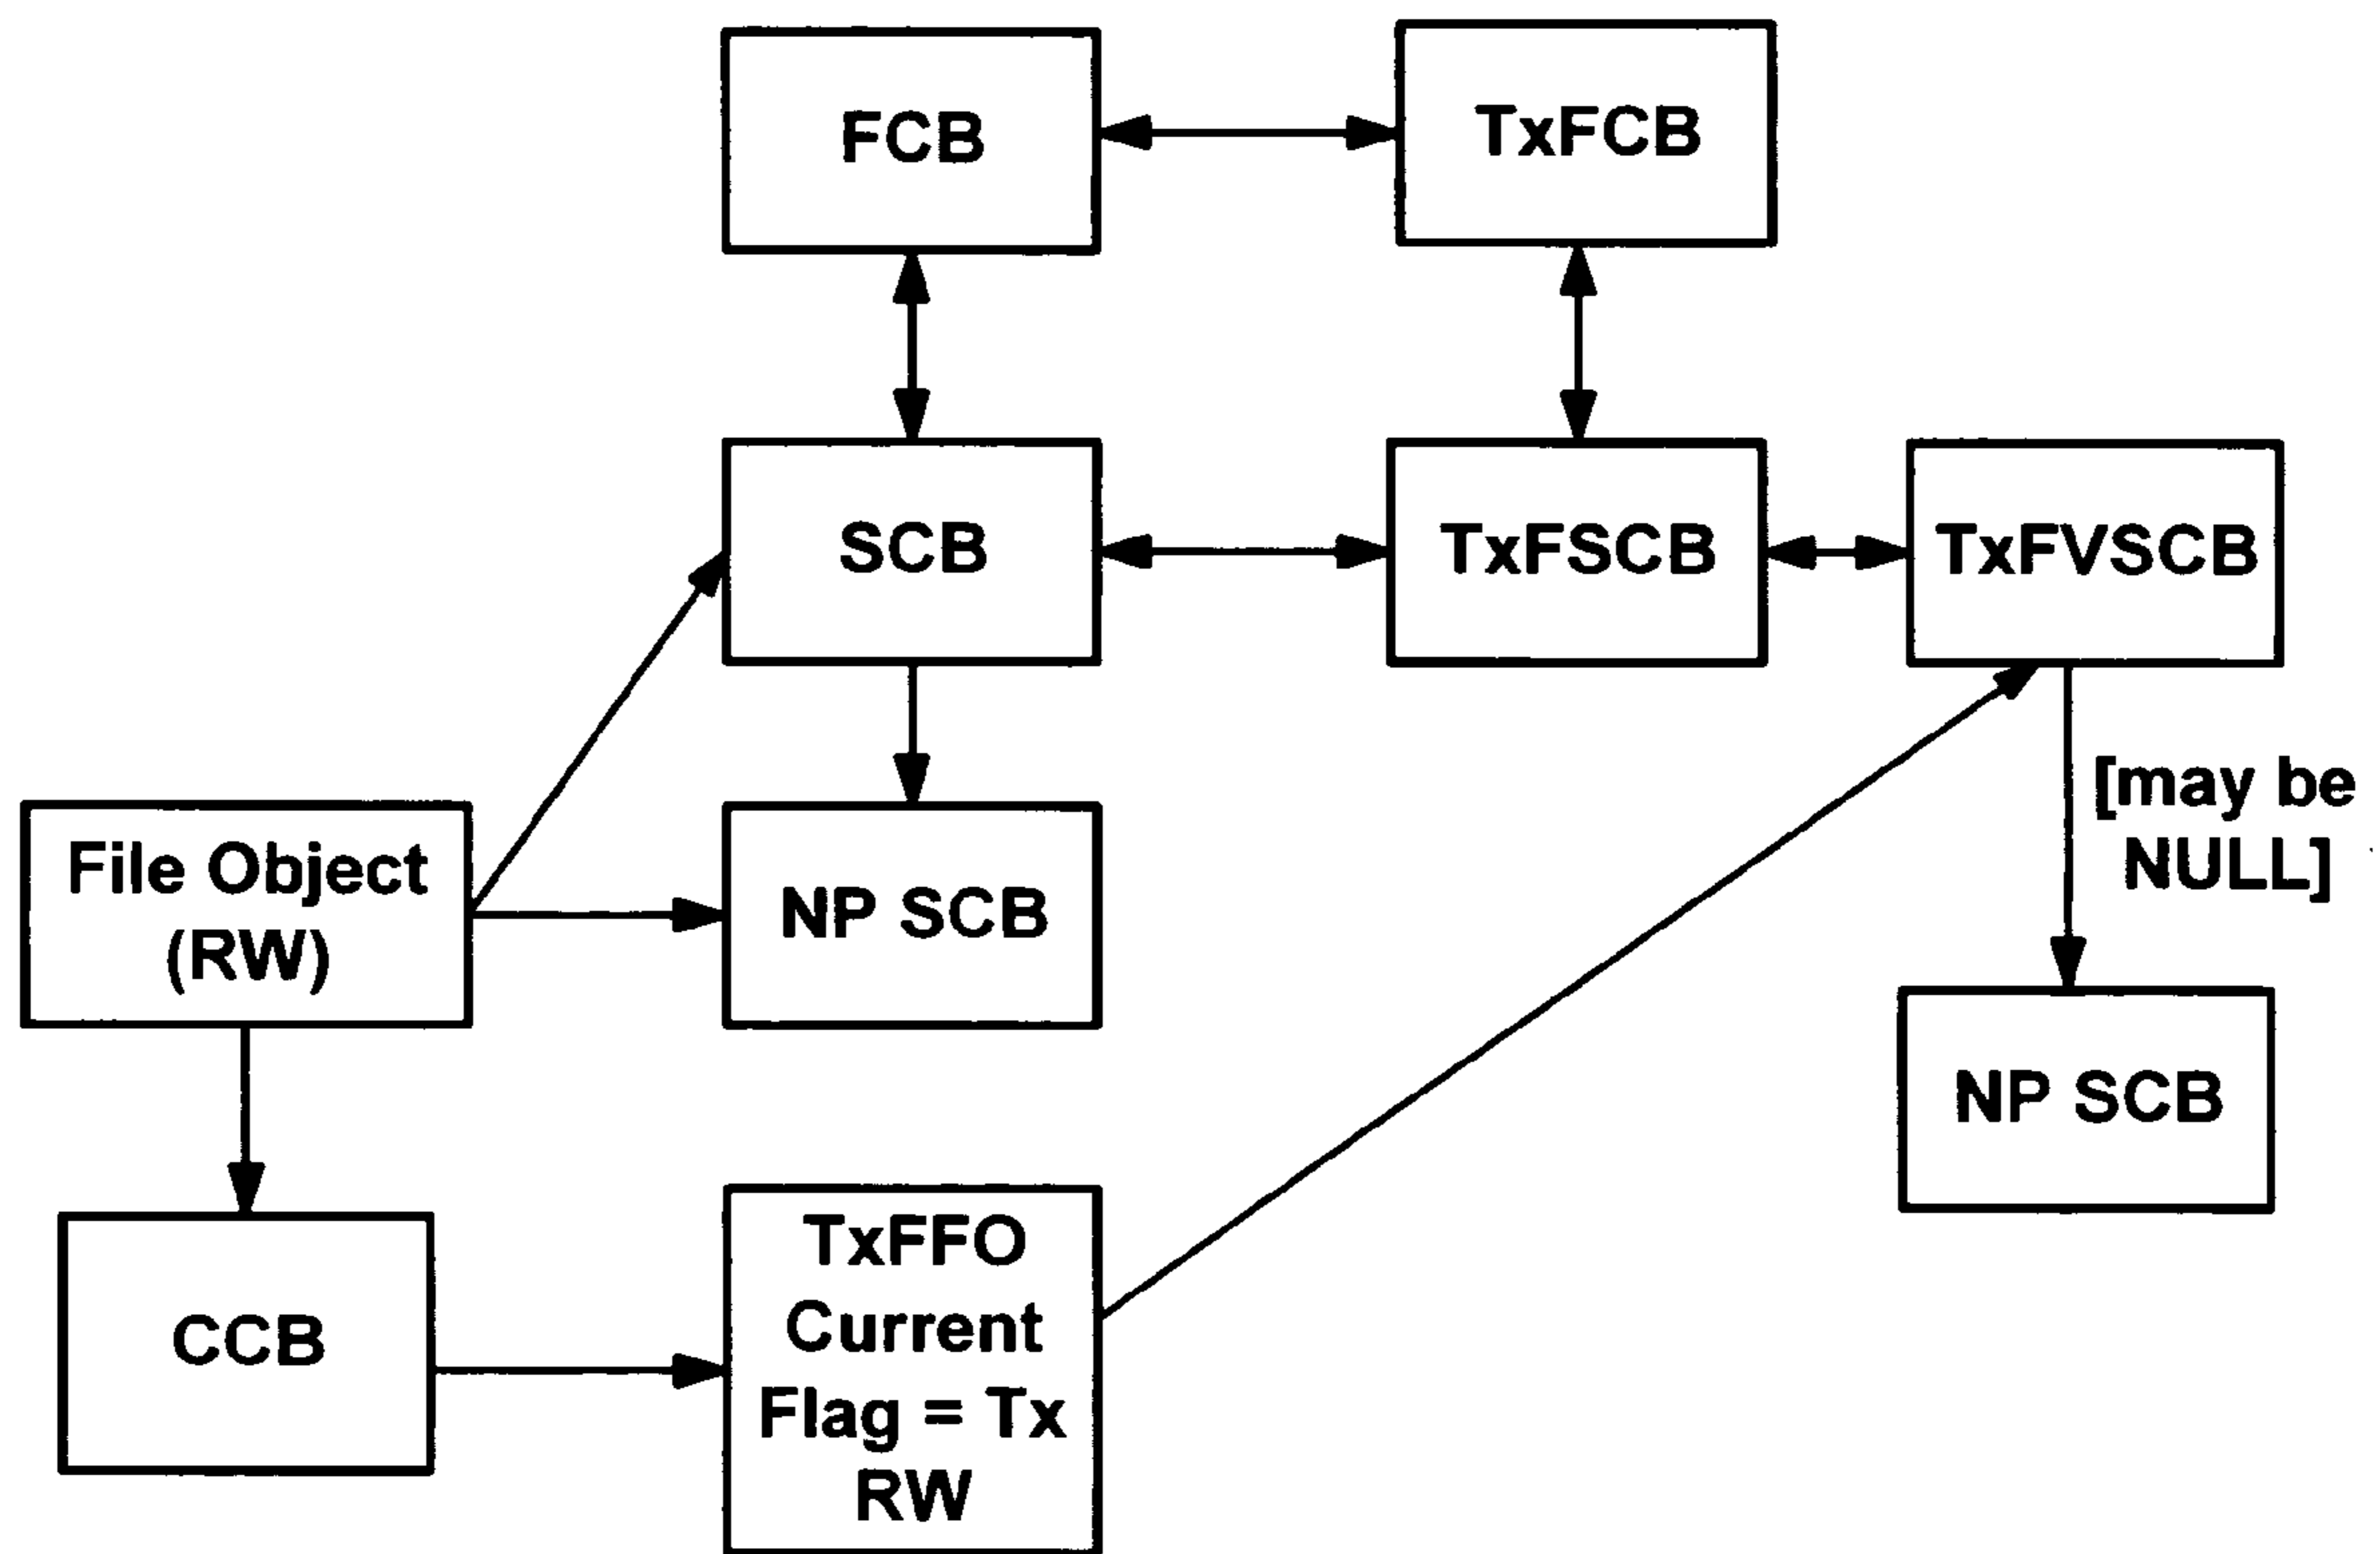 FCB
TxFCB
SCB
TxFSCB
TxFVSCB
[may be
NULL]
File Object
(RW)
NP SCB
NP SCB
CCB
TxFFO
Current
Flag = Tx
RW